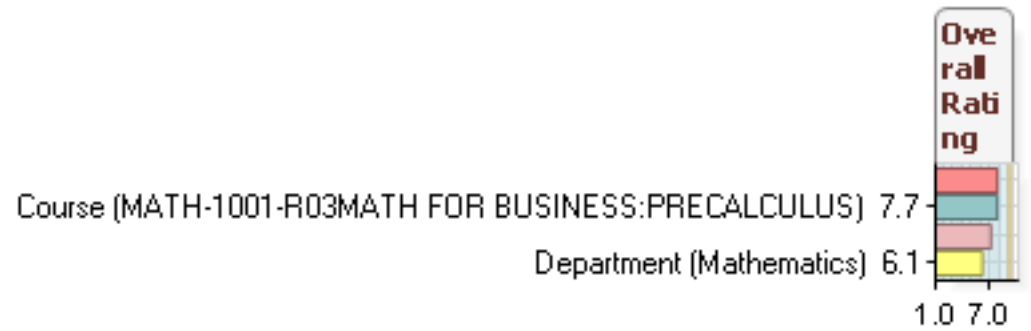 Ove
rall
Rati
ng
Course (MATH-1001-R03MATH FOR BUSINESS:PRECALCULUS) 7.7
Department (Mathematics) 6.1
1.0 7.0